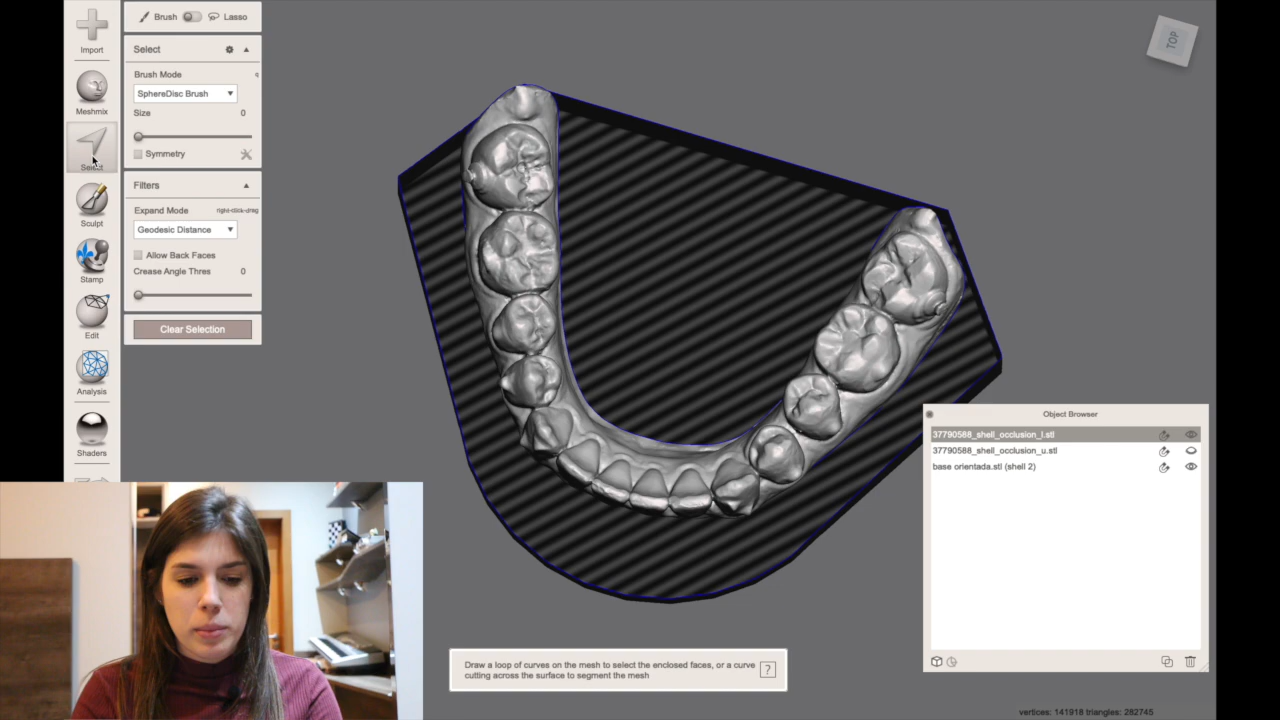 Import
Meshmix
Select
Sculpt
Stamp
Edit
Analysis
Shaders
Brush
Lasso
Select
Brush Mode
q
SphereDisc Brush
Size
0
Symmetry
Filters
Expand Mode
right-click-drag
Geodesic Distance
Allow Back Faces
Crease Angle Thres
0
Clear Selection
TOP
Object Browser
37790588_shell_occlusion_l.stl
37790588_shell_occlusion_u.stl
base orientada.stl (shell 2)
Draw a loop of curves on the mesh to select the enclosed faces, or a curve
cutting across the surface to segment the mesh
?
vertices: 141918 triangles: 282745